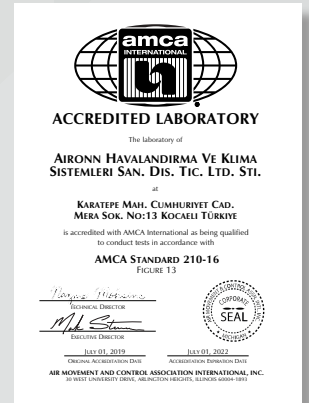 amca
INTERNATIONAL
ACCREDITED LABORATORY
The laboratory of
AIRONN HAVALANDIRMA VE KLIMA
SISTEMLERI SAN. DIS. TIC. LTD. STI.
at
KARATEPE MAH. CUMHURIYET CAD.
MERA SOK. NO:13 KOCAELI TÜRKIYE
is accredited with AMCA International as being qualified
to conduct tests in accordance with
AMCA STANDARD 210-16
FIGURE 13
TECHNICAL DIRECTOR
EXECUTIVE DIRECTOR
CORPORATE
SEAL
MICHIGAN
JULY 01, 2019 JULY 01, 2022
ORIGINAL ACCREDITATION DATE ACCREDITATION EXPIRATION DATE
AIR MOVEMENT AND CONTROL ASSOCIATION INTERNATIONAL, INC.
30 WEST UNIVERSITY DRIVE, ARLINGTON HEIGHTS, ILLINOIS 60004-1893